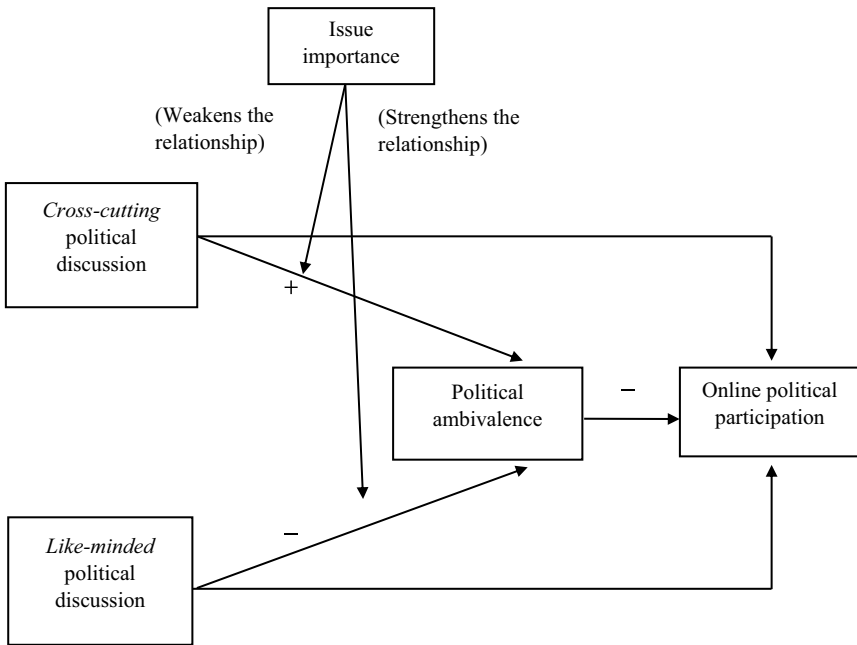 Issue
importance
(Weakens the
relationship)
(Strengthens the
relationship)
Cross-cutting
political
discussion
+
Political
ambivalence
–
Online political
participation
–
Like-minded
political
discussion